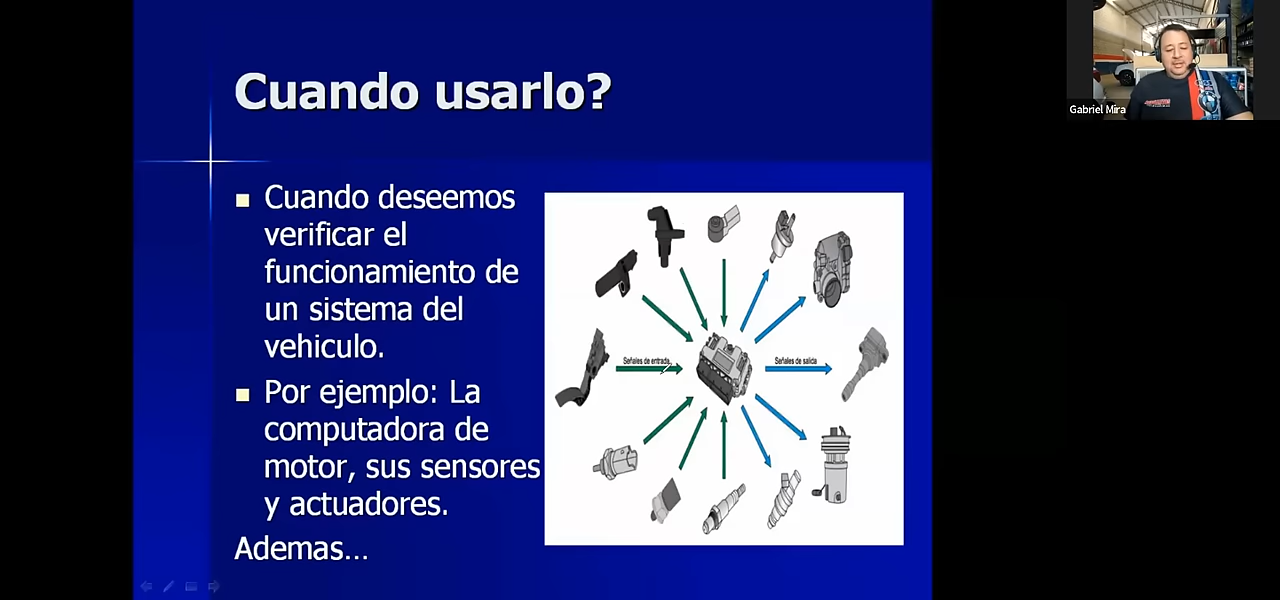 Cuando usarlo?
Gabriel Mira
Cuando deseemos
verificar el
funcionamiento de
un sistema del
vehiculo.
Por ejemplo: La
computadora de
motor, sus sensores
y actuadores.
Ademas...
Señales de entrada
Señales de salida